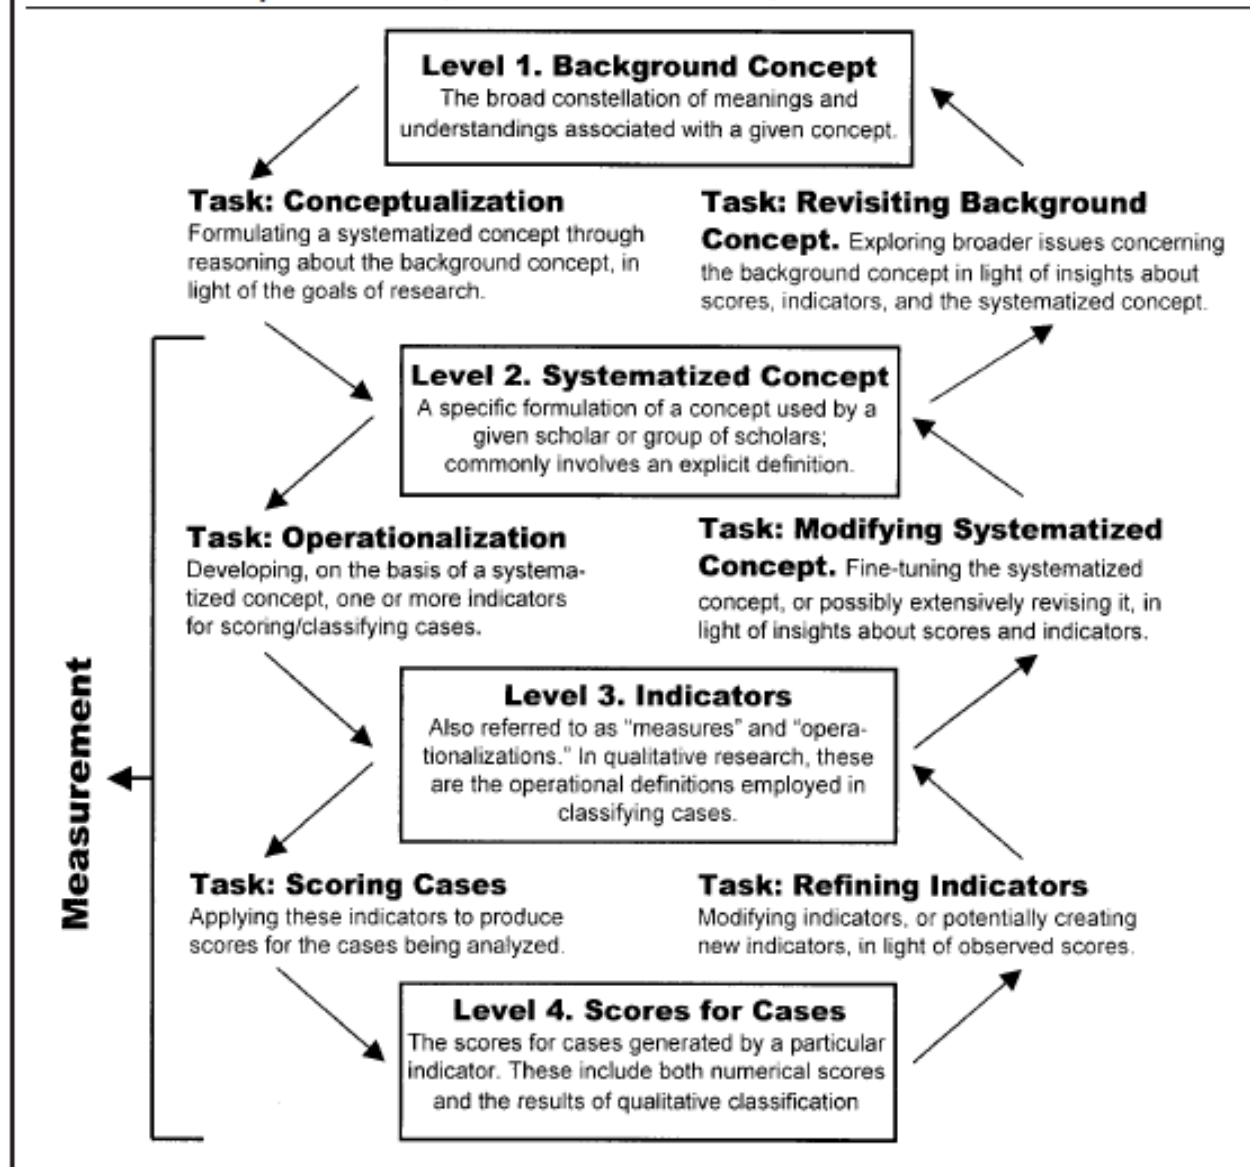 Level 1. Background Concept
The broad constellation of meanings and
understandings associated with a given concept.
Task: Conceptualization
Formulating a systematized concept through
reasoning about the background concept, in
light of the goals of research.
Task: Revisiting Background
Concept. Exploring broader issues concerning
the background concept in light of insights about
scores, indicators, and the systematized concept.
Level 2. Systematized Concept
A specific formulation of a concept used by a
given scholar or group of scholars;
commonly involves an explicit definition.
Task: Operationalization
Developing, on the basis of a systema-
tized concept, one or more indicators
for scoring/classifying cases.
Task: Modifying Systematized
Concept. Fine-tuning the systematized
concept, or possibly extensively revising it, in
light of insights about scores and indicators.
Measurement
Level 3. Indicators
Also referred to as “measures” and “opera-
tionalizations.” In qualitative research, these
are the operational definitions employed in
classifying cases.
Task: Scoring Cases
Applying these indicators to produce
scores for the cases being analyzed.
Task: Refining Indicators
Modifying indicators, or potentially creating
new indicators, in light of observed scores.
Level 4. Scores for Cases
The scores for cases generated by a particular
indicator. These include both numerical scores
and the results of qualitative classification